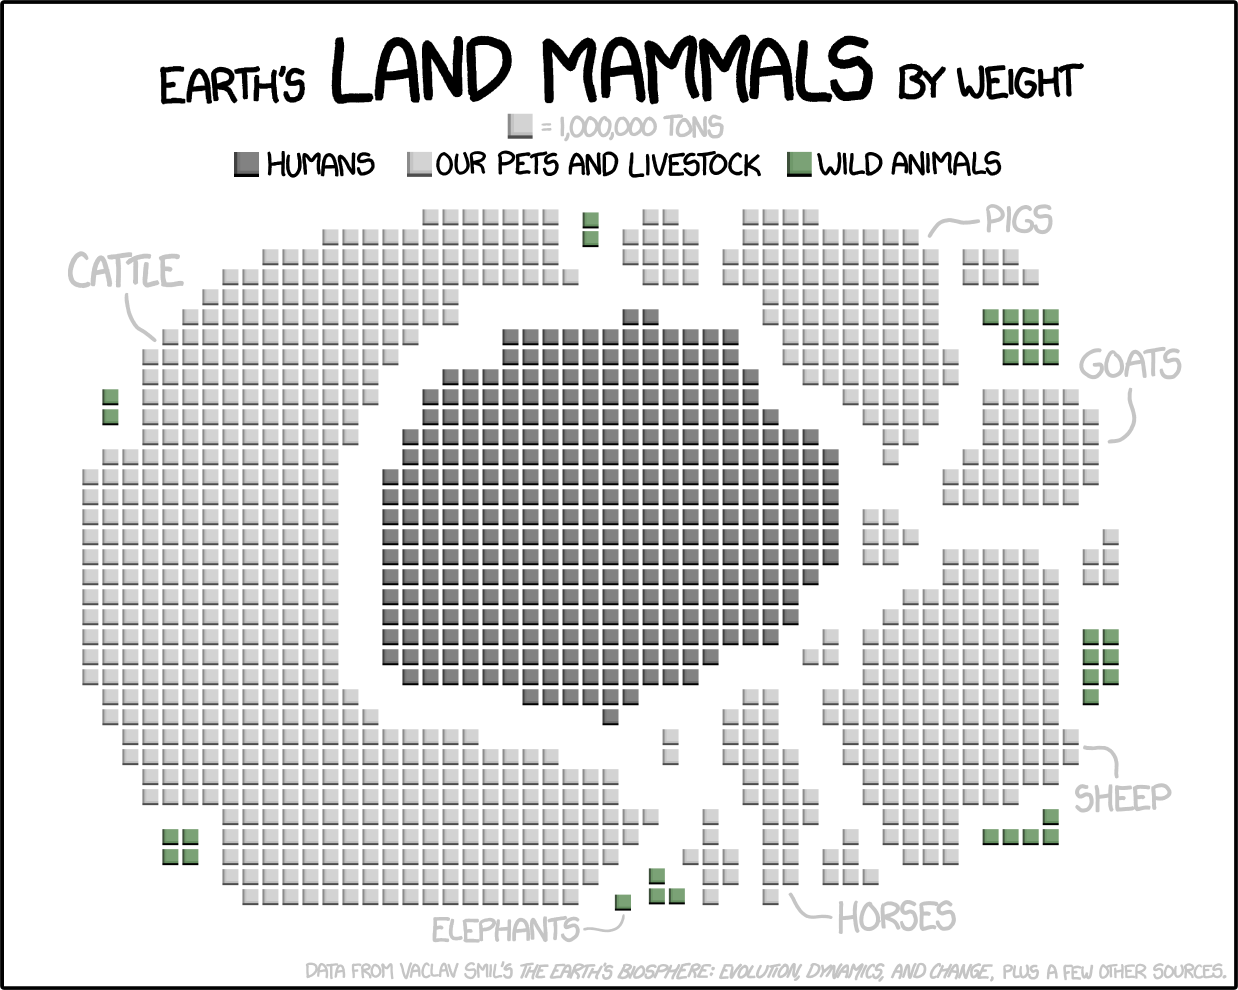 EARTH'S LAND MAMMALS BY WEIGHT
= 1,000,000 TONS
HUMANS OUR PETS AND LIVESTOCK WILD ANIMALS
PIGS
CATTLE
GOATS
SHEEP
HORSES
ELEPHANTS
DATA FROM VACLAV SMIL'S THE EARTH'S BIOSPHERE: EVOLUTION, DYNAMICS, AND CHANGE, PLUS A FEW OTHER SOURCES.